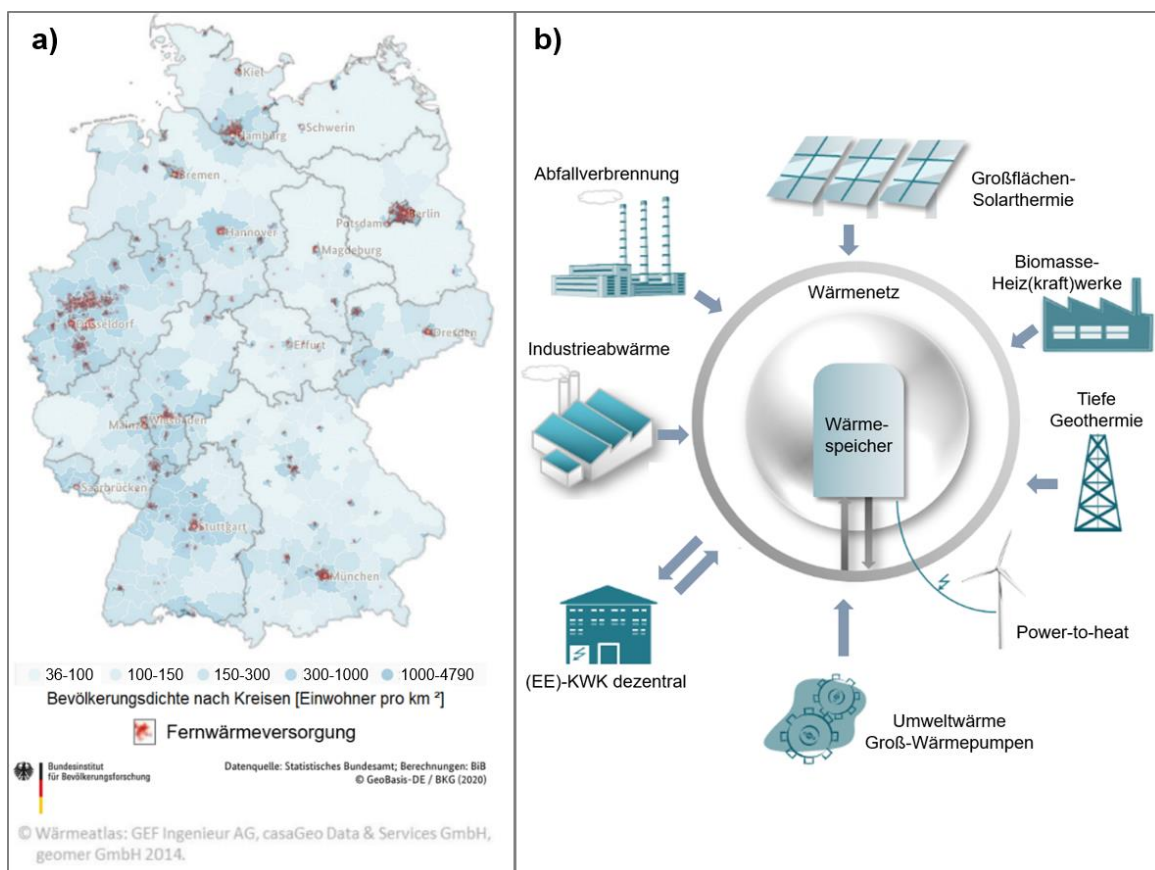 a)
Kiel
Hamburg
Schwerin
Bremen
Berlin
Potsdam
Hannover
Magdeburg
Düsseldorf
Dresden
Erfurt
Wiesbaden
Mainz
Saarbrücken
Stuttgart
München
36-100 100-150 150-300 300-1000 1000-4790
Bevölkerungsdichte nach Kreisen [Einwohner pro km ²]
Fernwärmeversorgung
Bundesinstitut
für Bevölkerungsforschung
Datenquelle: Statistisches Bundesamt; Berechnungen: BiB
© GeoBasis-DE / BKG (2020)
© Wärmeatlas: GEF Ingenieur AG, casaGeo Data & Services GmbH,
geomer GmbH 2014.
b)
Abfallverbrennung
Großflächen-
Solarthermie
Biomasse-
Heiz(kraft)werke
Wärmenetz
Industrieabwärme
Tiefe
Geothermie
Wärme-
speicher
Power-to-heat
(EE)-KWK dezentral
Umweltwärme
Groß-Wärmepumpen